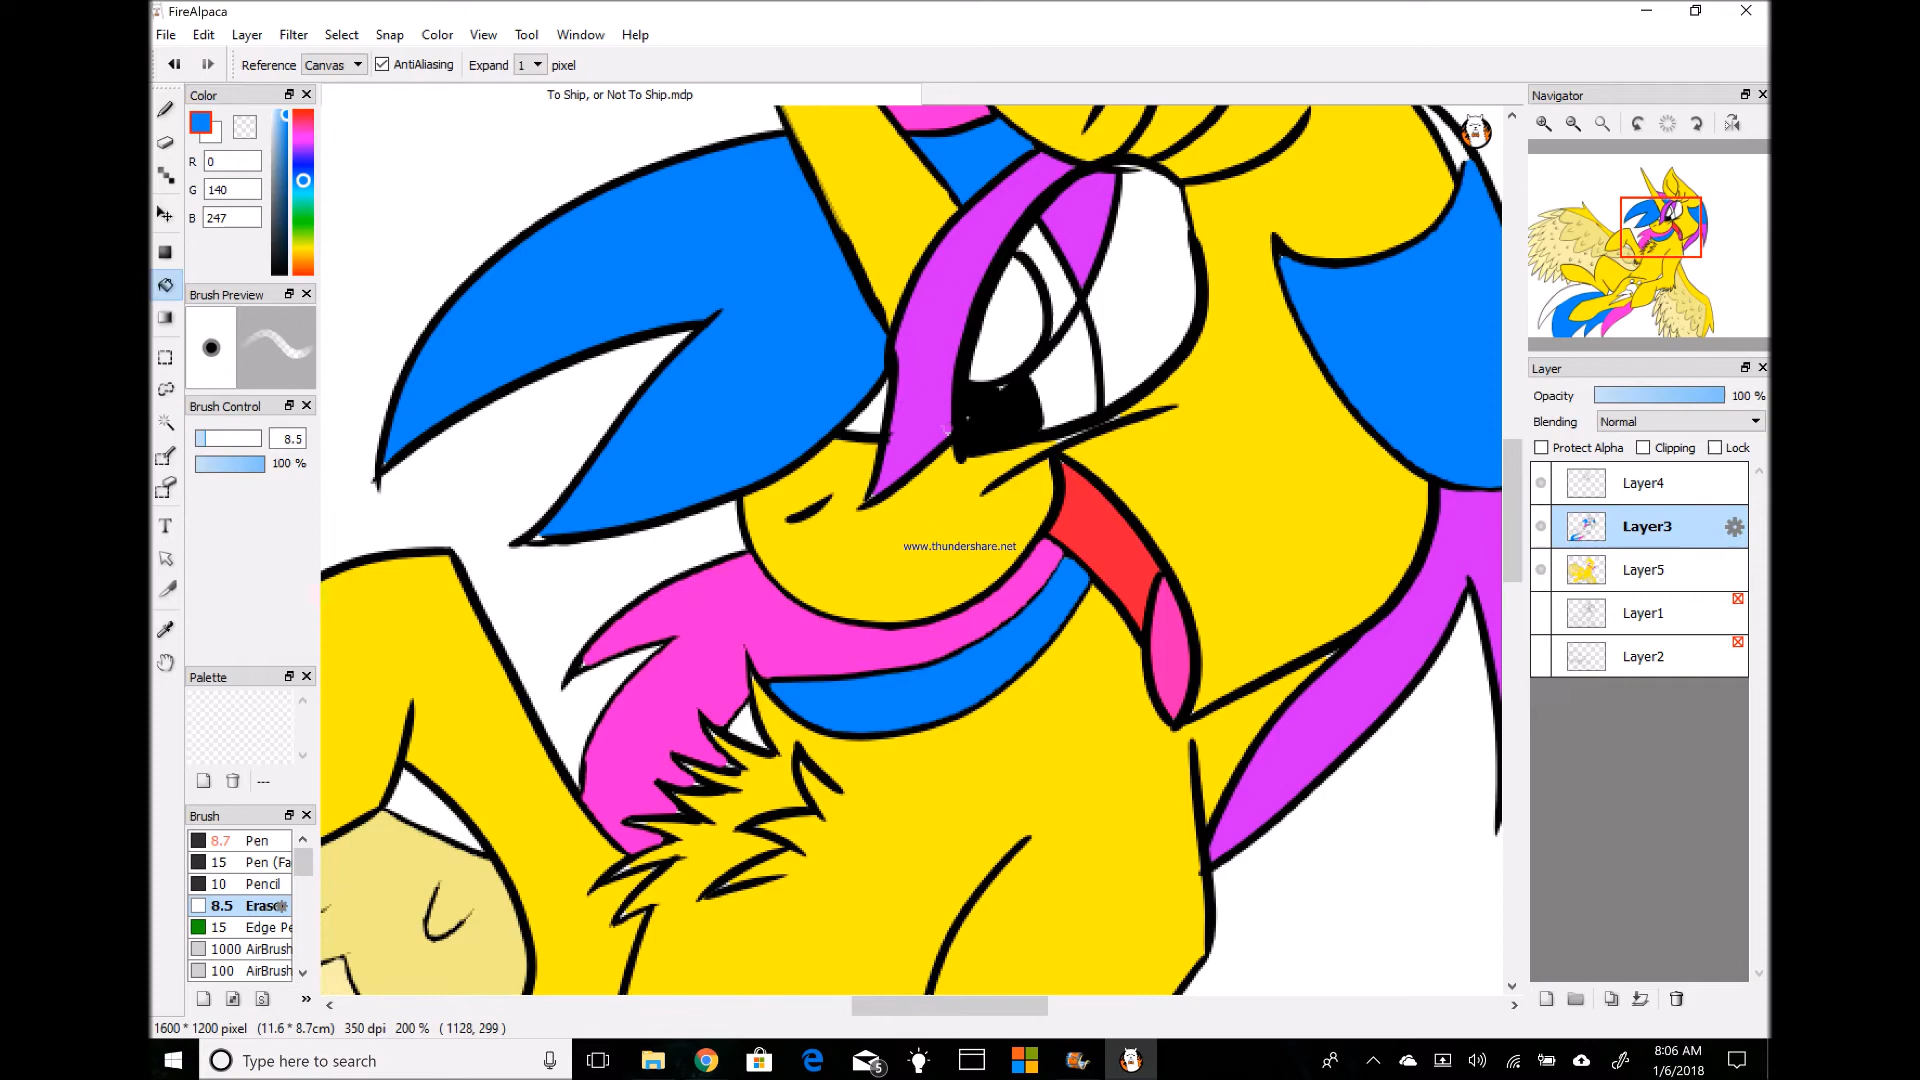 FireAlpaca
File Edit Layer Filter Select Snap Color View Tool Window Help
Reference Canvas AntiAliasing Expand 1 pixel
Color
To Ship, or Not To Ship.mdp
Navigator
R 0
G 140
B 247
Brush Preview
Layer
Opacity 100 %
Blending Normal
Brush Control
Protect Alpha Clipping Lock
8.5
100 %
Layer4
Layer3
www.thundershare.net
Layer5
Layer1
Layer2
Palette
---
Brush
8.7 Pen
15 Pen (Fa
10 Pencil
8.5 Eras
15 Edge Pe
1000 AirBrush
100 AirBrush
1600 * 1200 pixel (11.6 * 8.7cm) 350 dpi 200 % ( 1128, 299 )
Type here to search
5
8:06 AM
1/6/2018